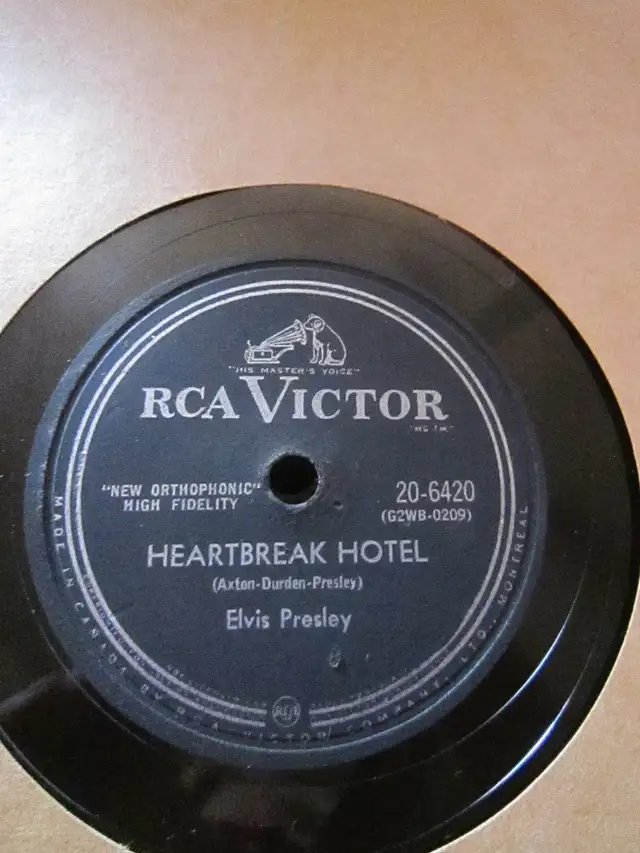 "HIS MASTER'S VOICE"
RCA VICTOR
"NEW ORTHOPHONIC"
HIGH FIDELITY
20-6420
(G2WB-0209)
HEARTBREAK HOTEL
(Axton-Durden-Presley)
Elvis Presley
MADE IN CANADA BY RCA VICTOR COMPANY, LTD., MONTREAL